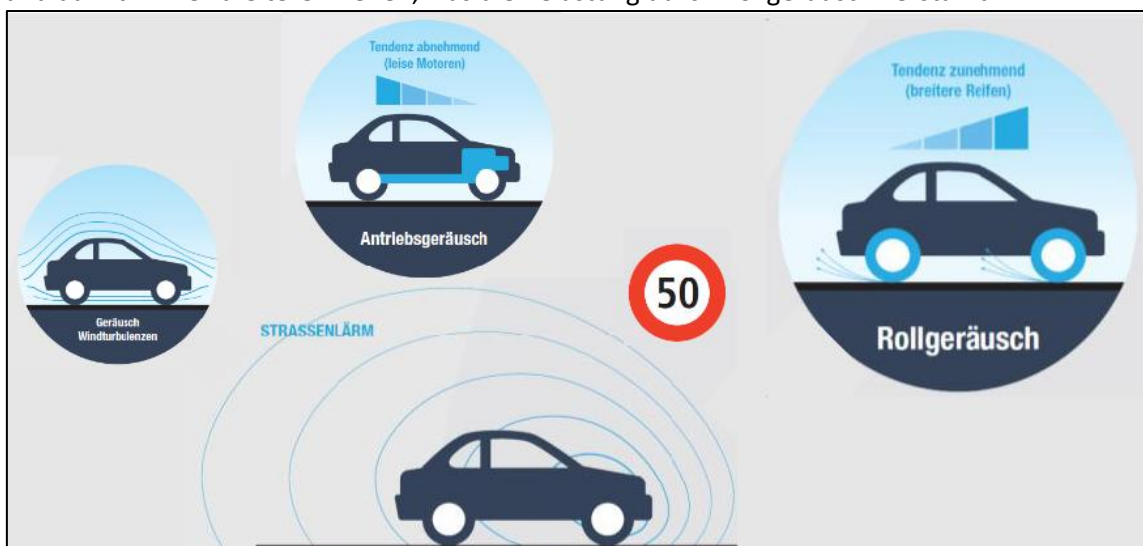 Tendenz abnehmend
(leise Motoren)
Antriebsgeräusch
Tendenz zunehmend
(breitere Reifen)
Rollgeräusch
Geräusch
Windturbulenzen
50
STRASSENLÄRM